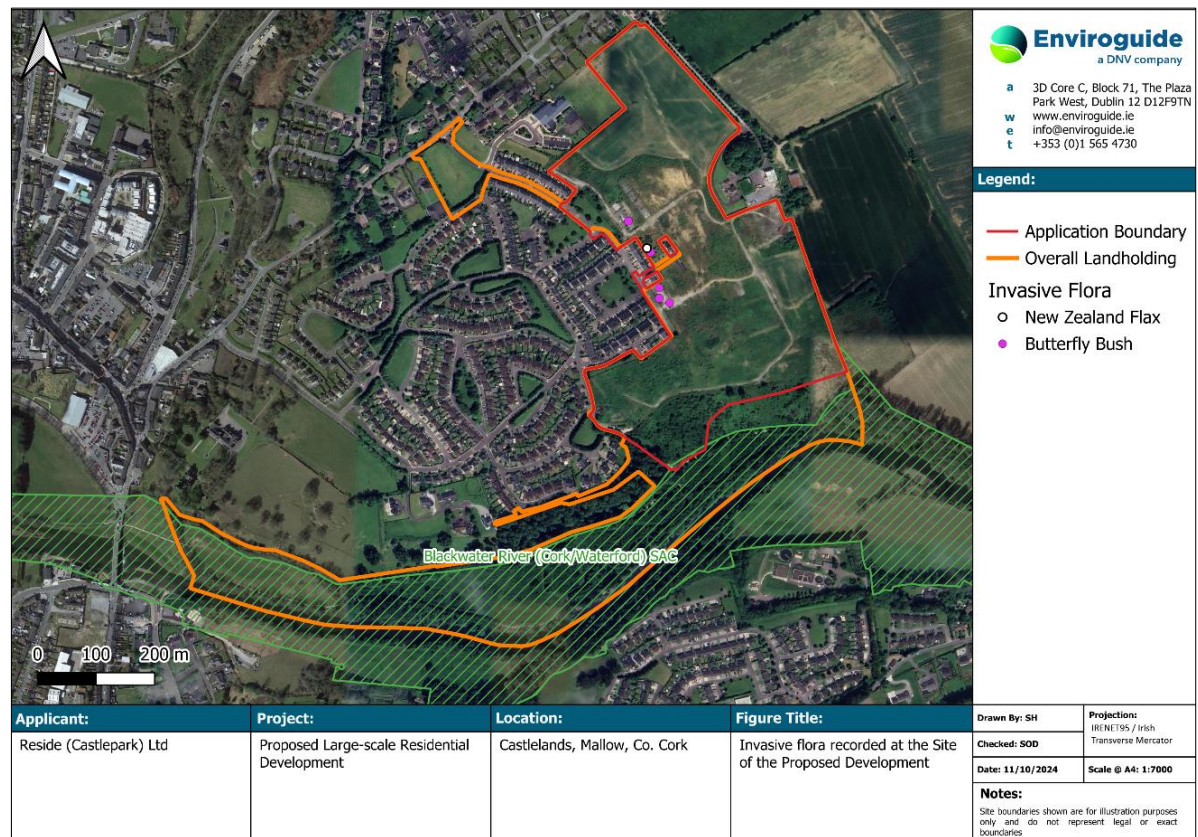 Enviroguide
a DNV company
a 3D Core C, Block 71, The Plaza
Park West, Dublin 12 D12F9TN
w www.enviroguide.ie
e info@enviroguide.ie
t +353 (0)1 565 4730
Legend:
Application Boundary
Overall Landholding
Invasive Flora
New Zealand Flax
Butterfly Bush
Blackwater River (Cork/Waterford) SAC
0 100 200 m
Applicant:
Reside (Castlepark) Ltd
Project:
Proposed Large-scale Residential
Development
Location:
Castlelands, Mallow, Co. Cork
Figure Title:
Invasive flora recorded at the Site
of the Proposed Development
Drawn By: SH
Projection:
IRENET95 / Irish
Transverse Mercator
Checked: SOD
Date: 11/10/2024
Scale @ A4: 1:7000
Notes:
Site boundaries shown are for illustration purposes
only and do not represent legal or exact
boundaries